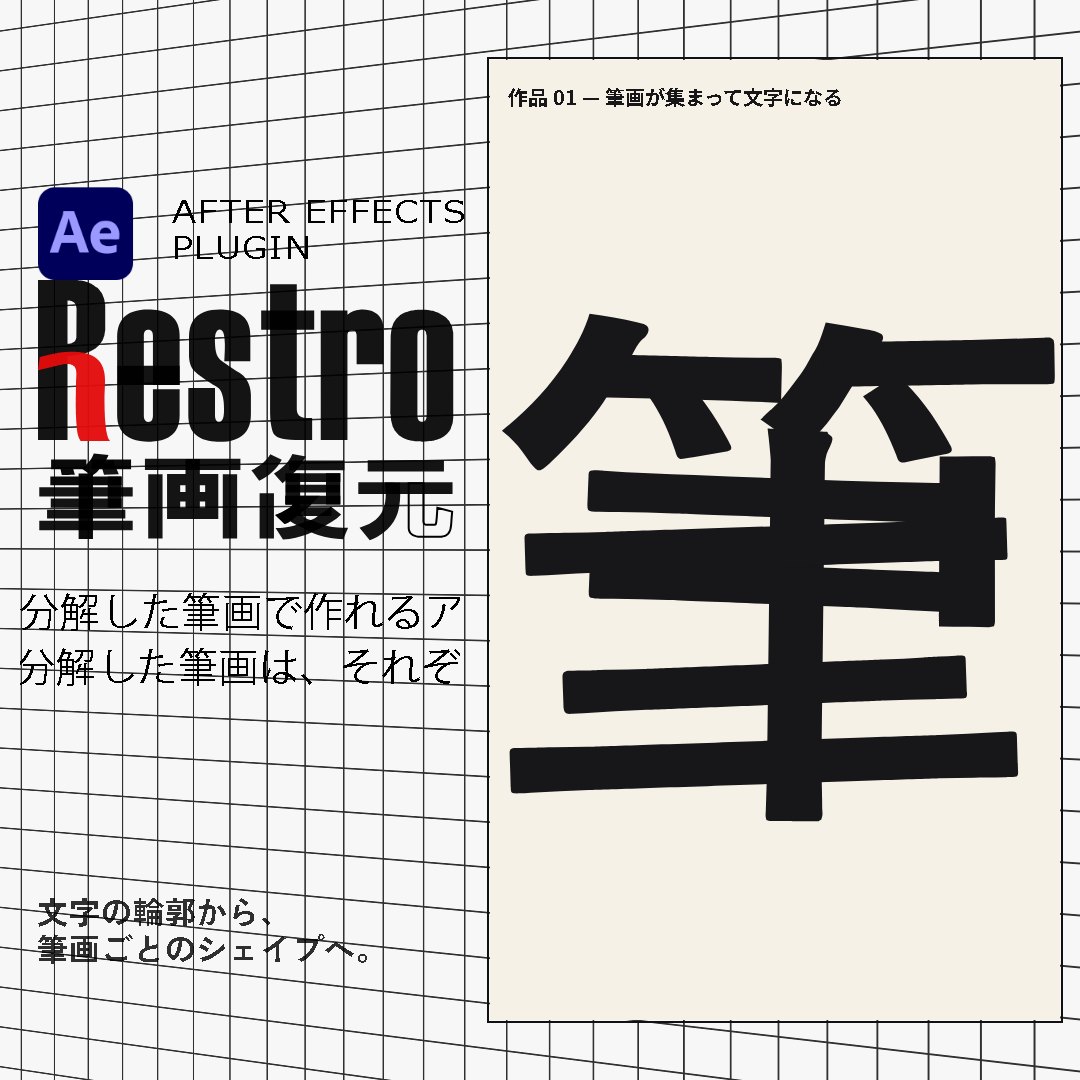 Ae
AFTER EFFECTS
PLUGIN
Restro
筆画復元
分解した筆画で作れるア
分解した筆画は、それぞ
文字の輪郭から、
筆画ごとのシェイプへ。
作品 01 — 筆画が集まって文字になる
筆